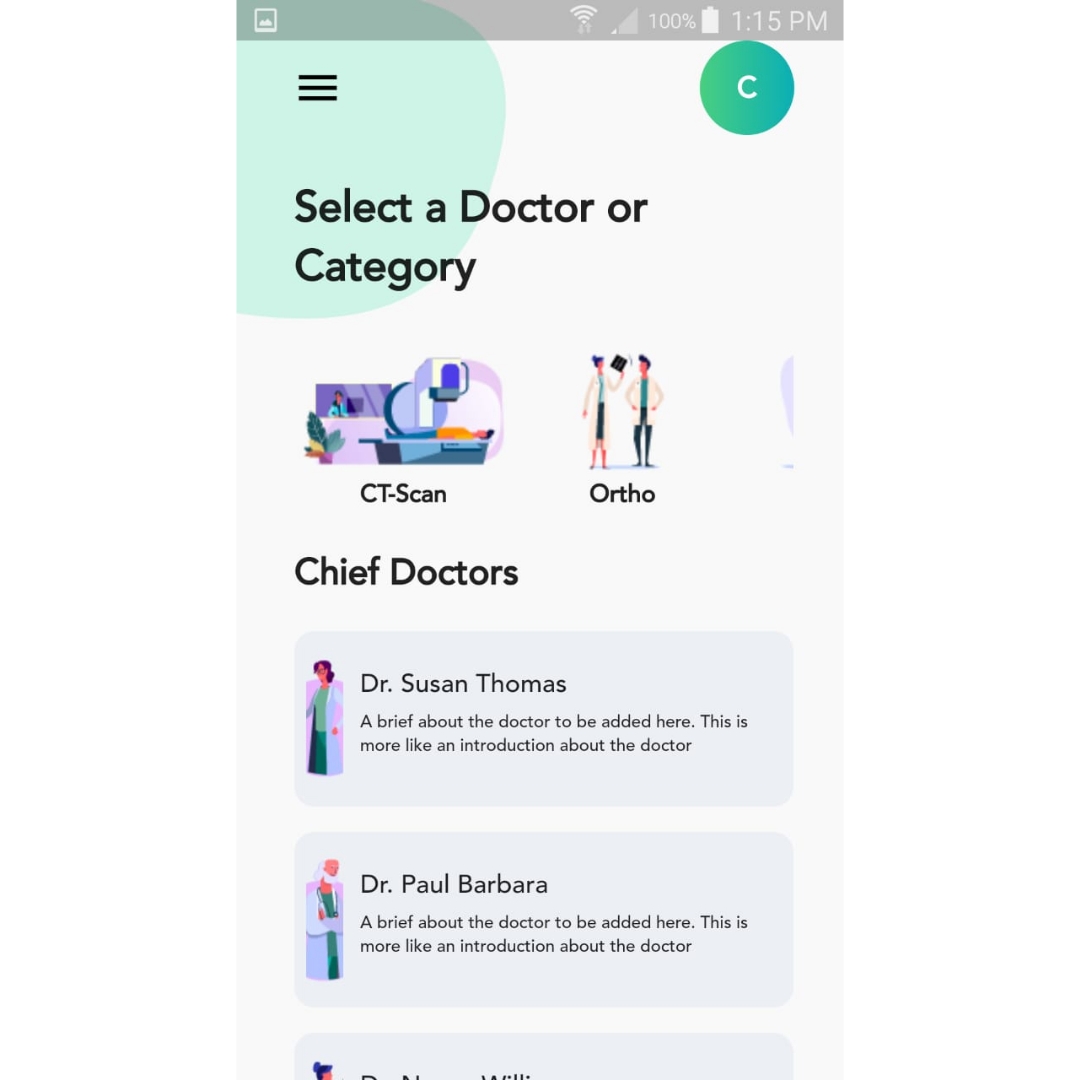 100% 1:15 PM
C
Select a Doctor or
Category
CT-Scan
Ortho
Chief Doctors
Dr. Susan Thomas
A brief about the doctor to be added here. This is
more like an introduction about the doctor
Dr. Paul Barbara
A brief about the doctor to be added here. This is
more like an introduction about the doctor